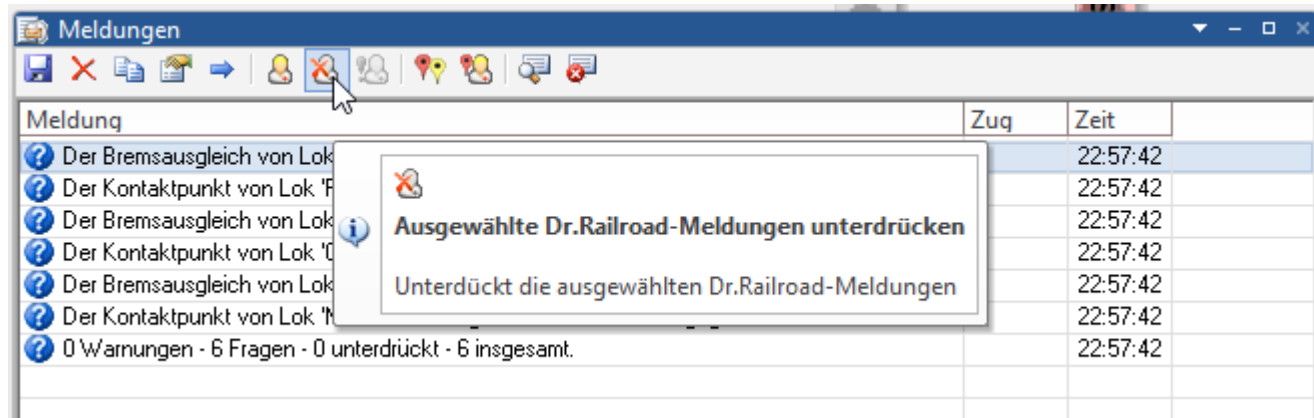 Meldungen
Meldung Zug Zeit
Der Bremsausgleich von Lok 22:57:42
Der Kontaktpunkt von Lok 22:57:42
Der Bremsausgleich von Lok 22:57:42
Der Kontaktpunkt von Lok 22:57:42
Der Bremsausgleich von Lok 22:57:42
Der Kontaktpunkt von Lok 22:57:42
0 Warnungen - 6 Fragen - 0 unterdrückt - 6 insgesamt. 22:57:42
Ausgewählte Dr.Railroad-Meldungen unterdrücken
Unterdückt die ausgewählten Dr.Railroad-Meldungen